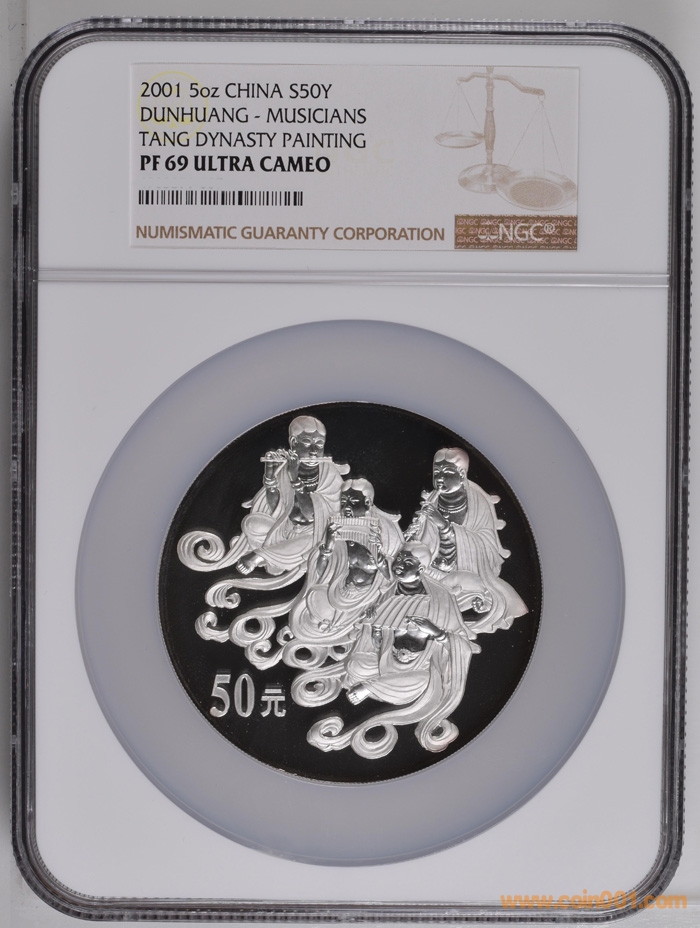 2001 5oz CHINA S50Y
DUNHUANG - MUSICIANS
TANG DYNASTY PAINTING
PF 69 ULTRA CAMEO
NUMISMATIC GUARANTY CORPORATION
NGC®
50元
www.coin001.com